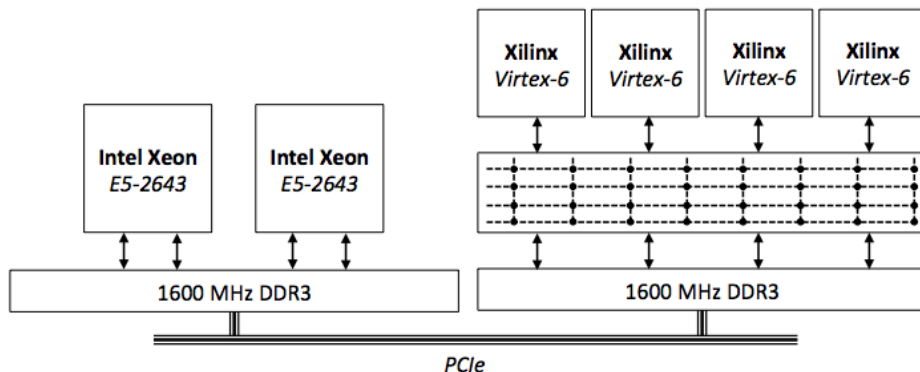 Xilinx
Virtex-6
Xilinx
Virtex-6
Xilinx
Virtex-6
Xilinx
Virtex-6
Intel Xeon
E5-2643
Intel Xeon
E5-2643
1600 MHz DDR3
1600 MHz DDR3
PCIe